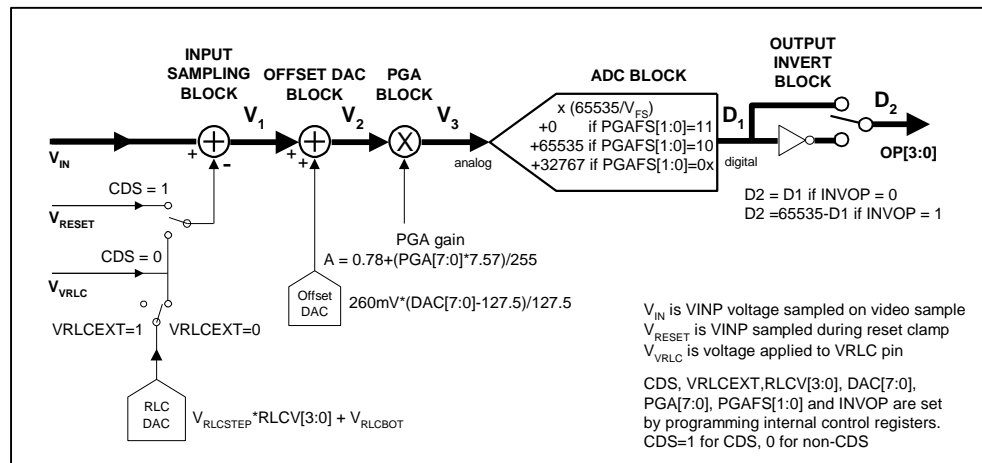 INPUT
SAMPLING
BLOCK
OFFSET DAC
BLOCK
PGA
BLOCK
ADC BLOCK
OUTPUT
INVERT
BLOCK
V1
V2
V3
x (65535/VFS)
+0 if PGAFS[1:0]=11
+65535 if PGAFS[1:0]=10
+32767 if PGAFS[1:0]=0x
analog
D1
digital
D2
OP[3:0]
VIN
+
-
+
+
+
X
CDS = 1
VRESET
CDS = 0
VVRLC
VRLCEXT=1
VRLCEXT=0
RLC
DAC
VRLCSTEP*RLCV[3:0] + VRLCBOT
Offset
DAC
260mV*(DAC[7:0]-127.5)/127.5
PGA gain
A = 0.78+(PGA[7:0]*7.57)/255
D2 = D1 if INVOP = 0
D2 =65535-D1 if INVOP = 1
VIN is VINP voltage sampled on video sample
VRESET is VINP sampled during reset clamp
VVRLC is voltage applied to VRLC pin
CDS, VRLCEXT,RLCV[3:0], DAC[7:0],
PGA[7:0], PGAFS[1:0] and INVOP are set
by programming internal control registers.
CDS=1 for CDS, 0 for non-CDS